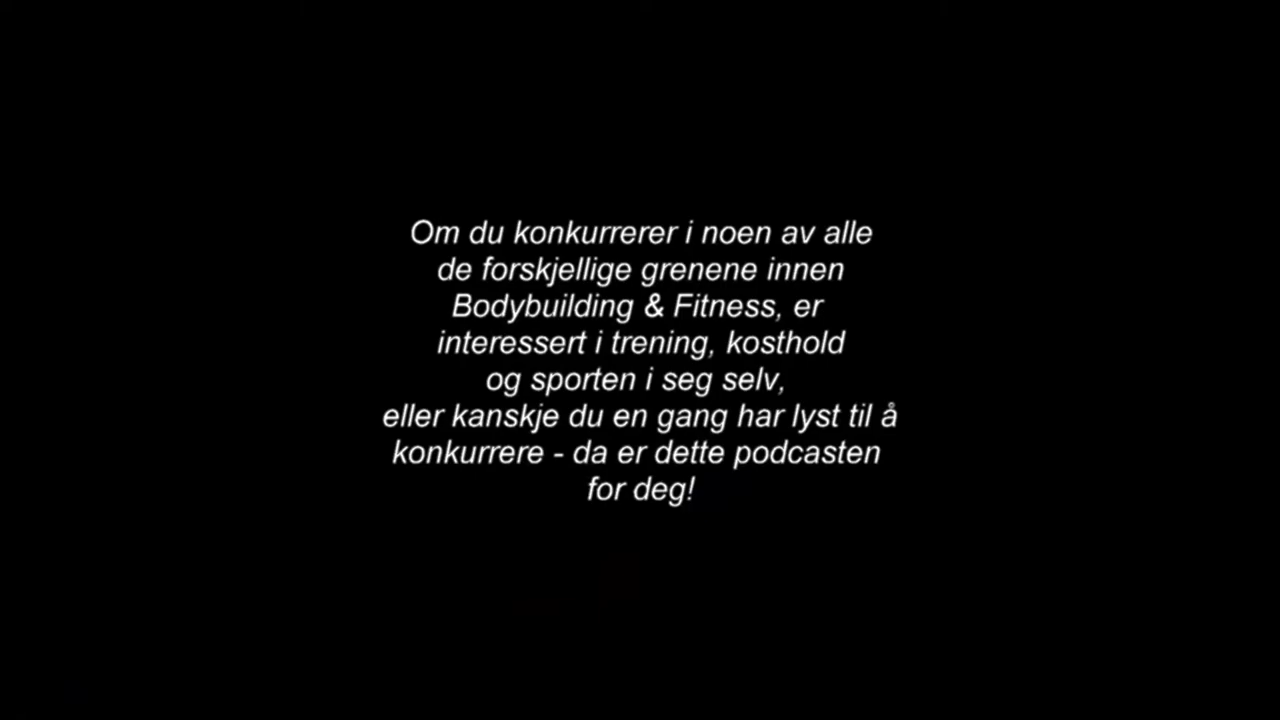 Om du konkurrerer i noen av alle
de forskjellige grenene innen
Bodybuilding & Fitness, er
interessert i trening, kosthold
og sporten i seg selv,
eller kanskje du en gang har lyst til å
konkurrere - da er dette podcasten
for deg!